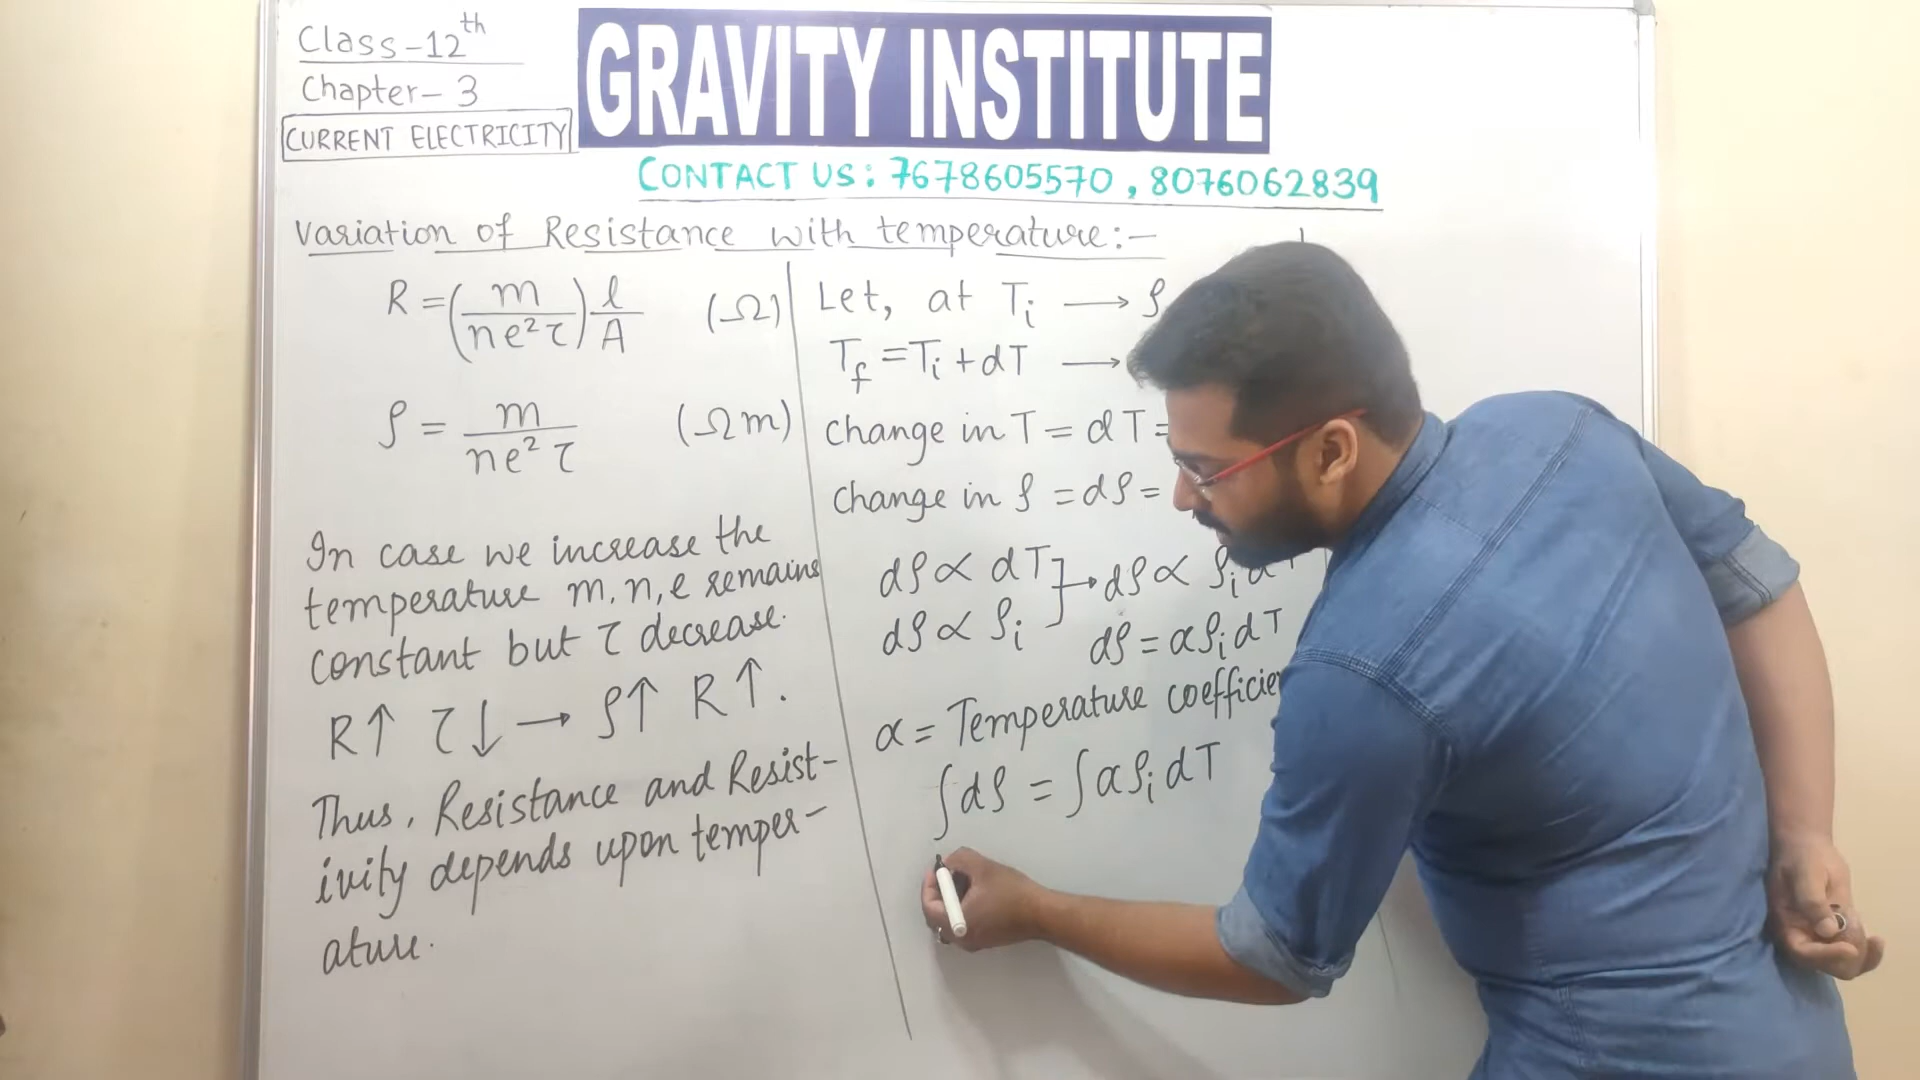 Class-12th
Chapter-3
CURRENT ELECTRICITY
GRAVITY INSTITUTE
CONTACT US: 7678605570, 8076062839
Variation of Resistance with temperature:-
R = (m/ne²τ) l/A (Ω)
ρ = m/ne²τ (Ωm)
In case we increase the
temperature m, n, e remains
constant but τ decrease.
R↑ τ↓ → ρ↑ R↑.
Thus, Resistance and Resist-
ivity depends upon temper-
ature.
Let, at Ti → ρ
Tf = Ti + dT →
change in T = dT =
change in ρ = dρ =
dρ ∝ dT
dρ ∝ ρi
→ dρ ∝ ρi dT
dρ = αρi dT
α = Temperature
∫dρ = ∫αρi dT